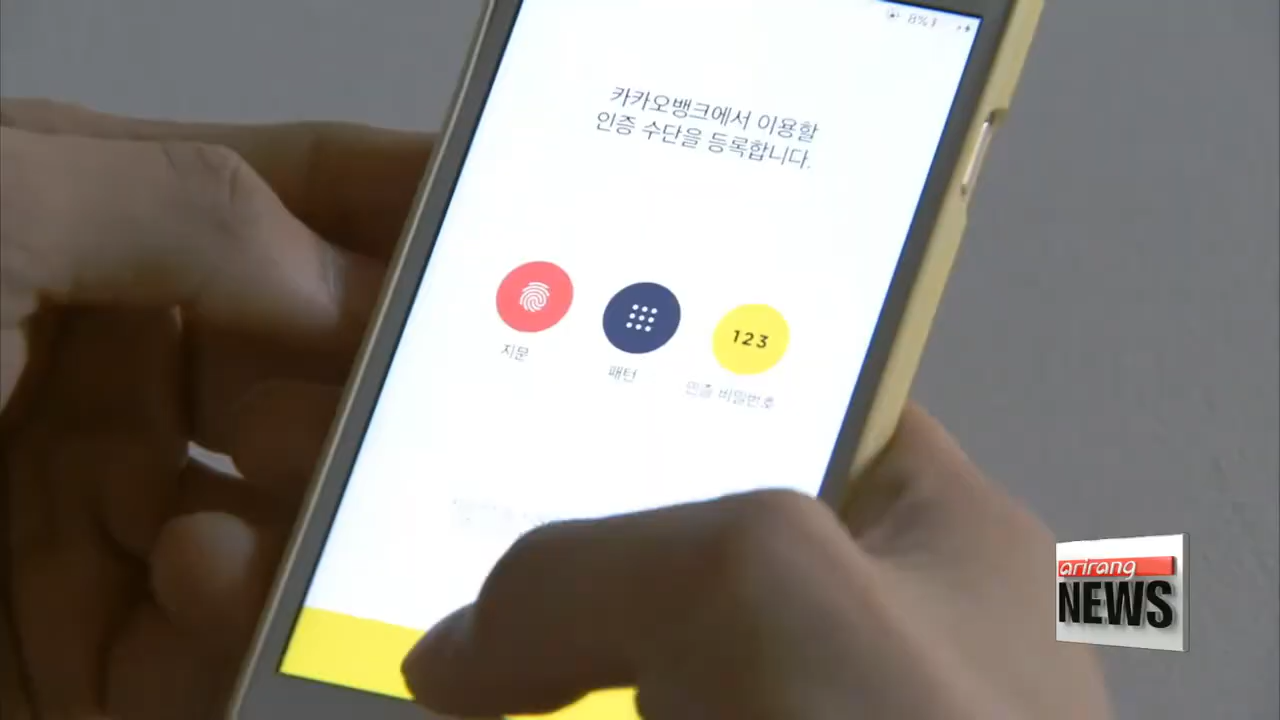 8%
카카오뱅크에서 이용할
인증 수단을 등록합니다.
123
지문
패턴
인증 비밀번호
arirang
NEWS